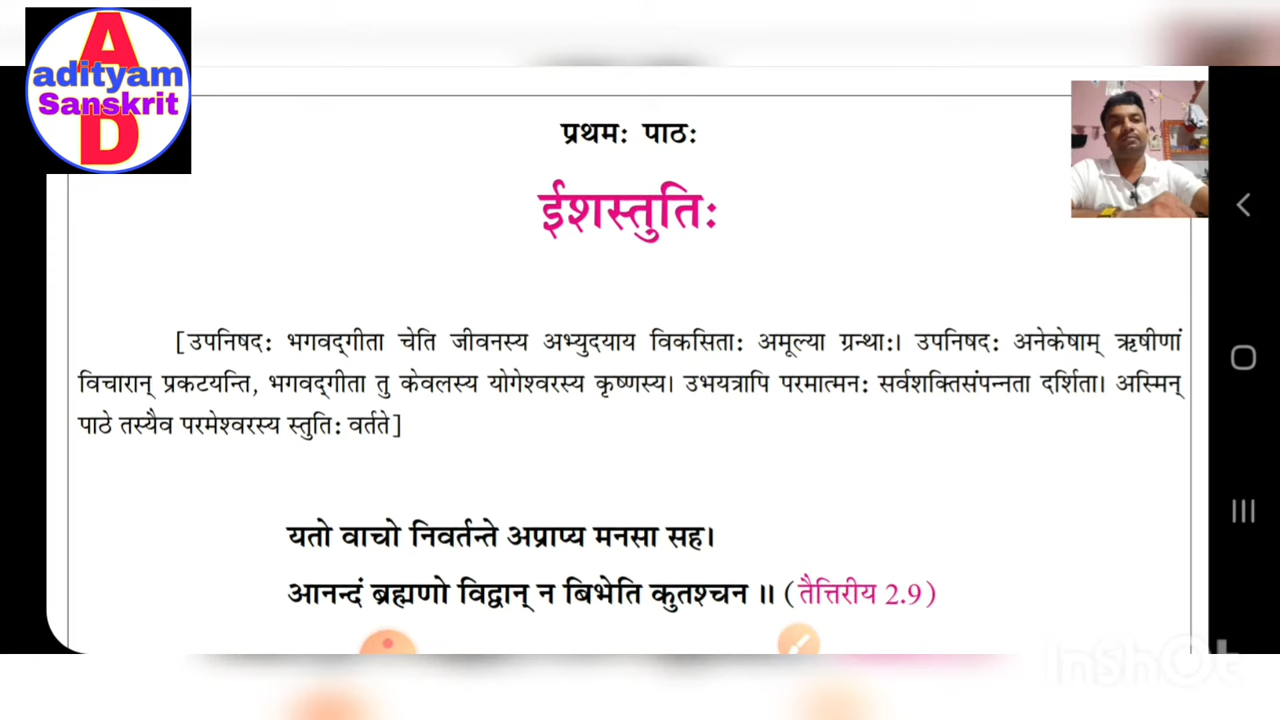 A
adityam
Sanskrit
D
प्रथमः पाठः
ईशस्तुतिः
[उपनिषदः भगवद्‌गीता चेति जीवनस्य अभ्युदयाय विकसिताः अमूल्या ग्रन्थाः। उपनिषदः अनेकेषाम् ऋषीणां
विचारान् प्रकटयन्ति, भगवद्‌गीता तु केवलस्य योगेश्वरस्य कृष्णस्य। उभयत्रापि परमात्मनः सर्वशक्तिसंपन्नता दर्शिता। अस्मिन्
पाठे तस्यैव परमेश्वरस्य स्तुतिः वर्तते]
यतो वाचो निवर्तन्ते अप्राप्य मनसा सह।
आनन्दं ब्रह्मणो विद्वान् न बिभेति कुतश्चन ॥ (तैत्तिरीय 2.9)
InShOt